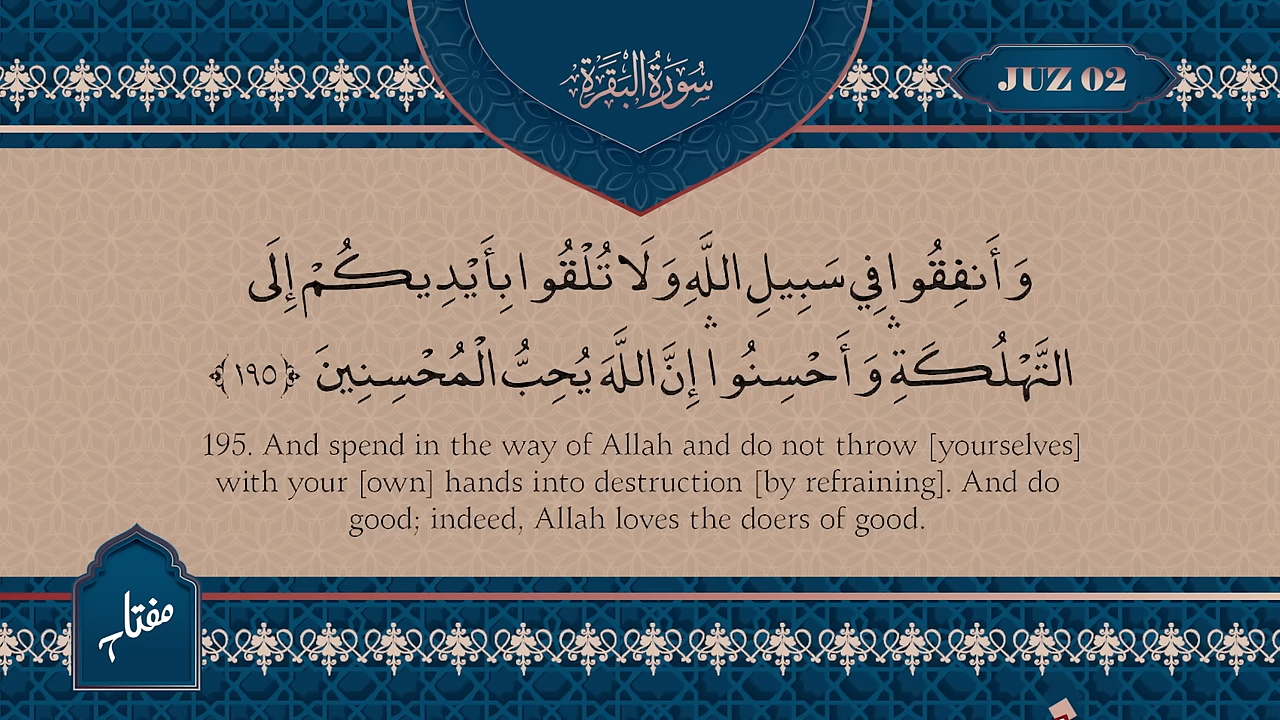 سُورَةُ البَقَرَةِ
JUZ 02
وَأَنفِقُوا فِي سَبِيلِ اللَّهِ وَلَا تُلْقُوا بِأَيْدِيكُمْ إِلَى
التَّهْلُكَةِ ۛ وَأَحْسِنُوا ۛ إِنَّ اللَّهَ يُحِبُّ الْمُحْسِنِينَ ﴿١٩٥﴾
195. And spend in the way of Allah and do not throw [yourselves]
with your [own] hands into destruction [by refraining]. And do
good; indeed, Allah loves the doers of good.
مفتاح